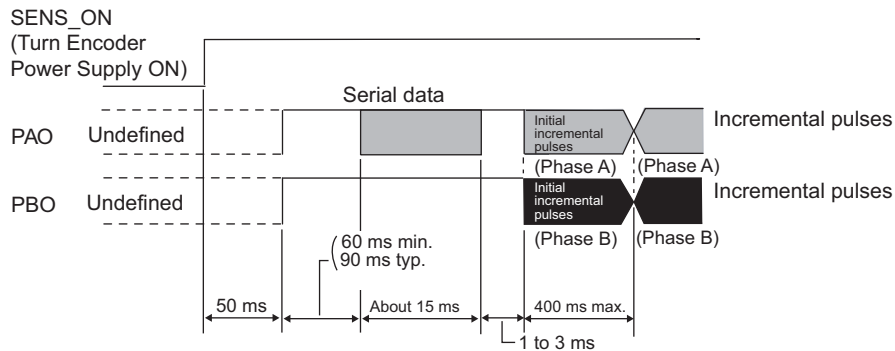 SENS_ON
(Turn Encoder
Power Supply ON)
Serial data
PAO
Undefined
Initial
incremental
pulses
(Phase A)
(Phase A)
Incremental pulses
PBO
Undefined
Initial
incremental
pulses
(Phase B)
(Phase B)
Incremental pulses
60 ms min.
90 ms typ.
50 ms
About 15 ms
400 ms max.
1 to 3 ms